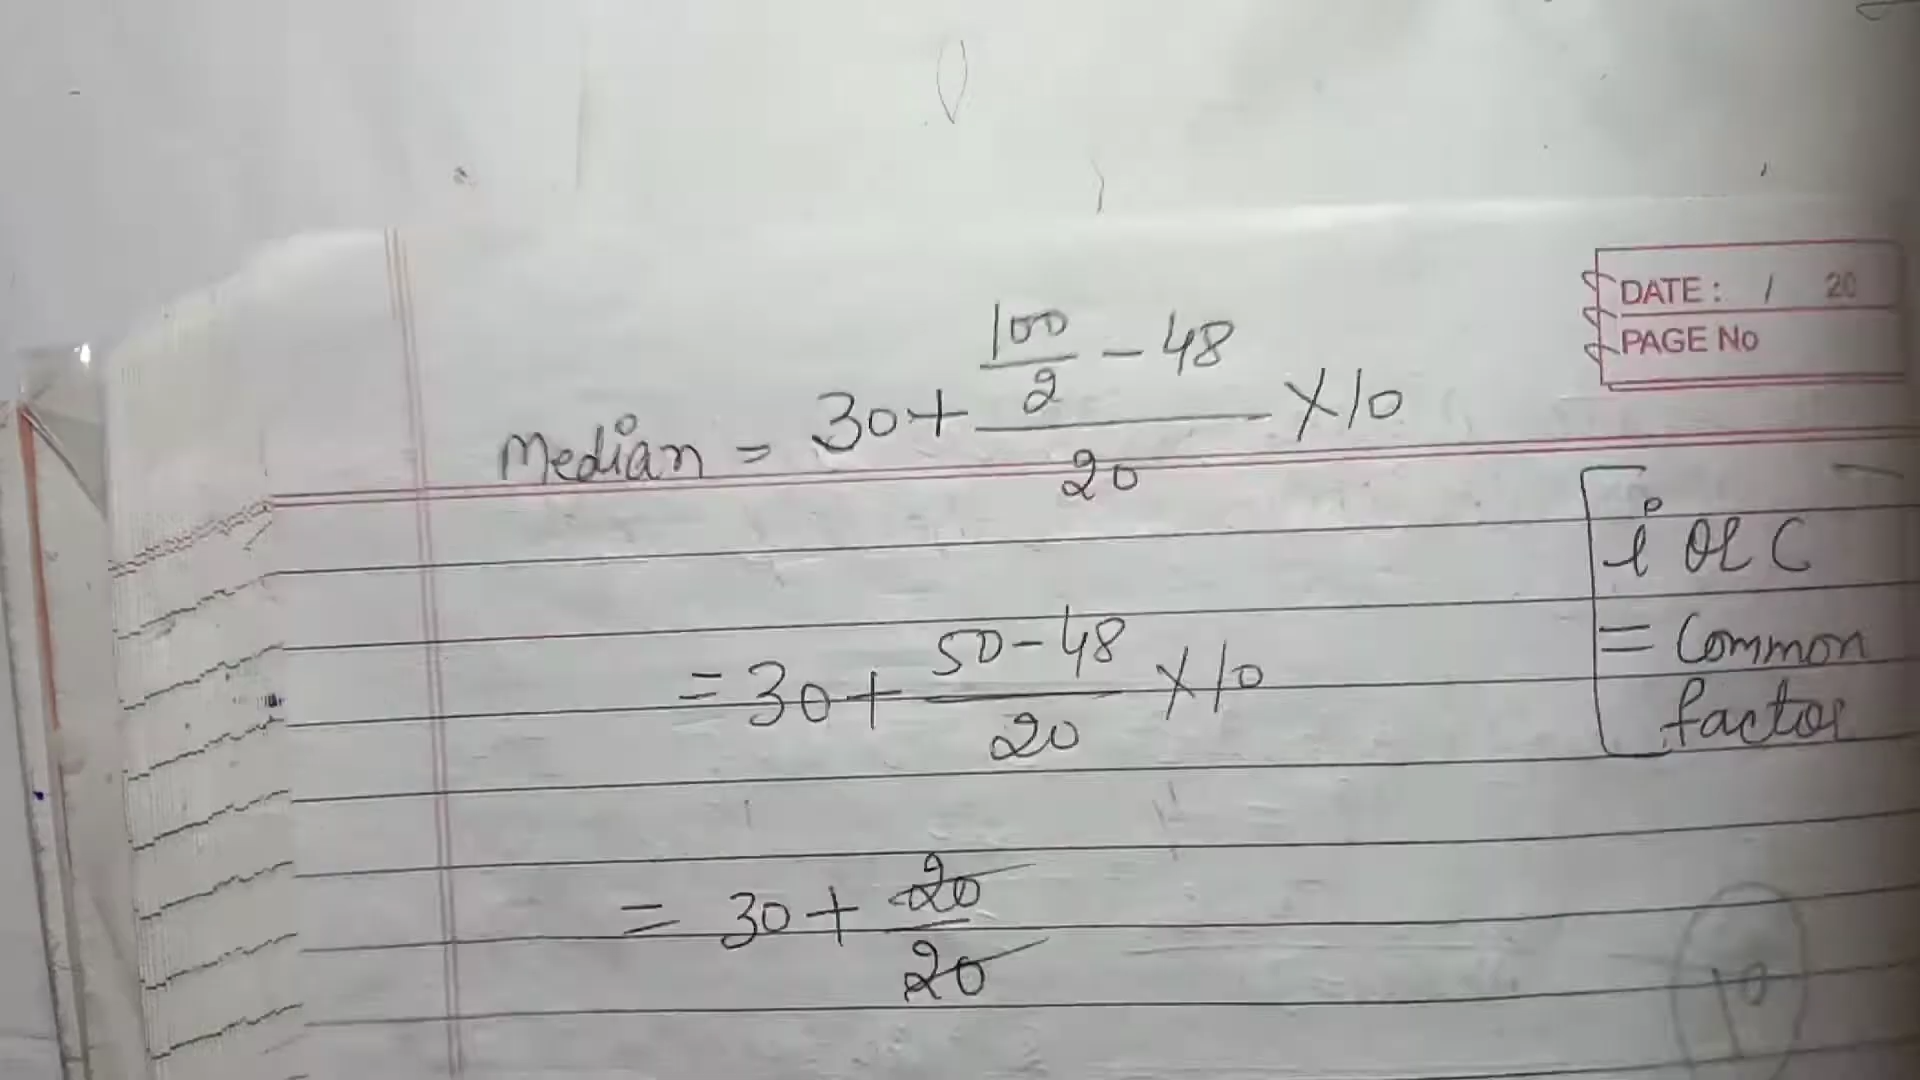 DATE: / 20
PAGE No
Median = 30 + (100/2 - 48)/20 × 10
i or C
= Common
factor
= 30 + (50 - 48)/20 × 10
= 30 + 20/20
10